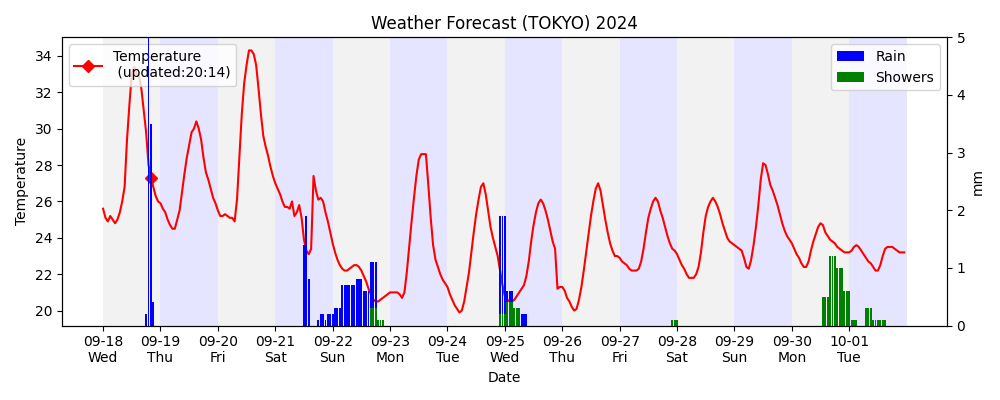 Weather Forecast (TOKYO) 2024
Temperature
(updated:20:14)
Rain
Showers
Temperature
34
32
30
28
26
24
22
20
5
4
3
2
1
0
mm
09-18 09-19 09-20 09-21 09-22 09-23 09-24 09-25 09-26 09-27 09-28 09-29 09-30 10-01
Wed Thu Fri Sat Sun Mon Tue Wed Thu Fri Sat Sun Mon Tue
Date